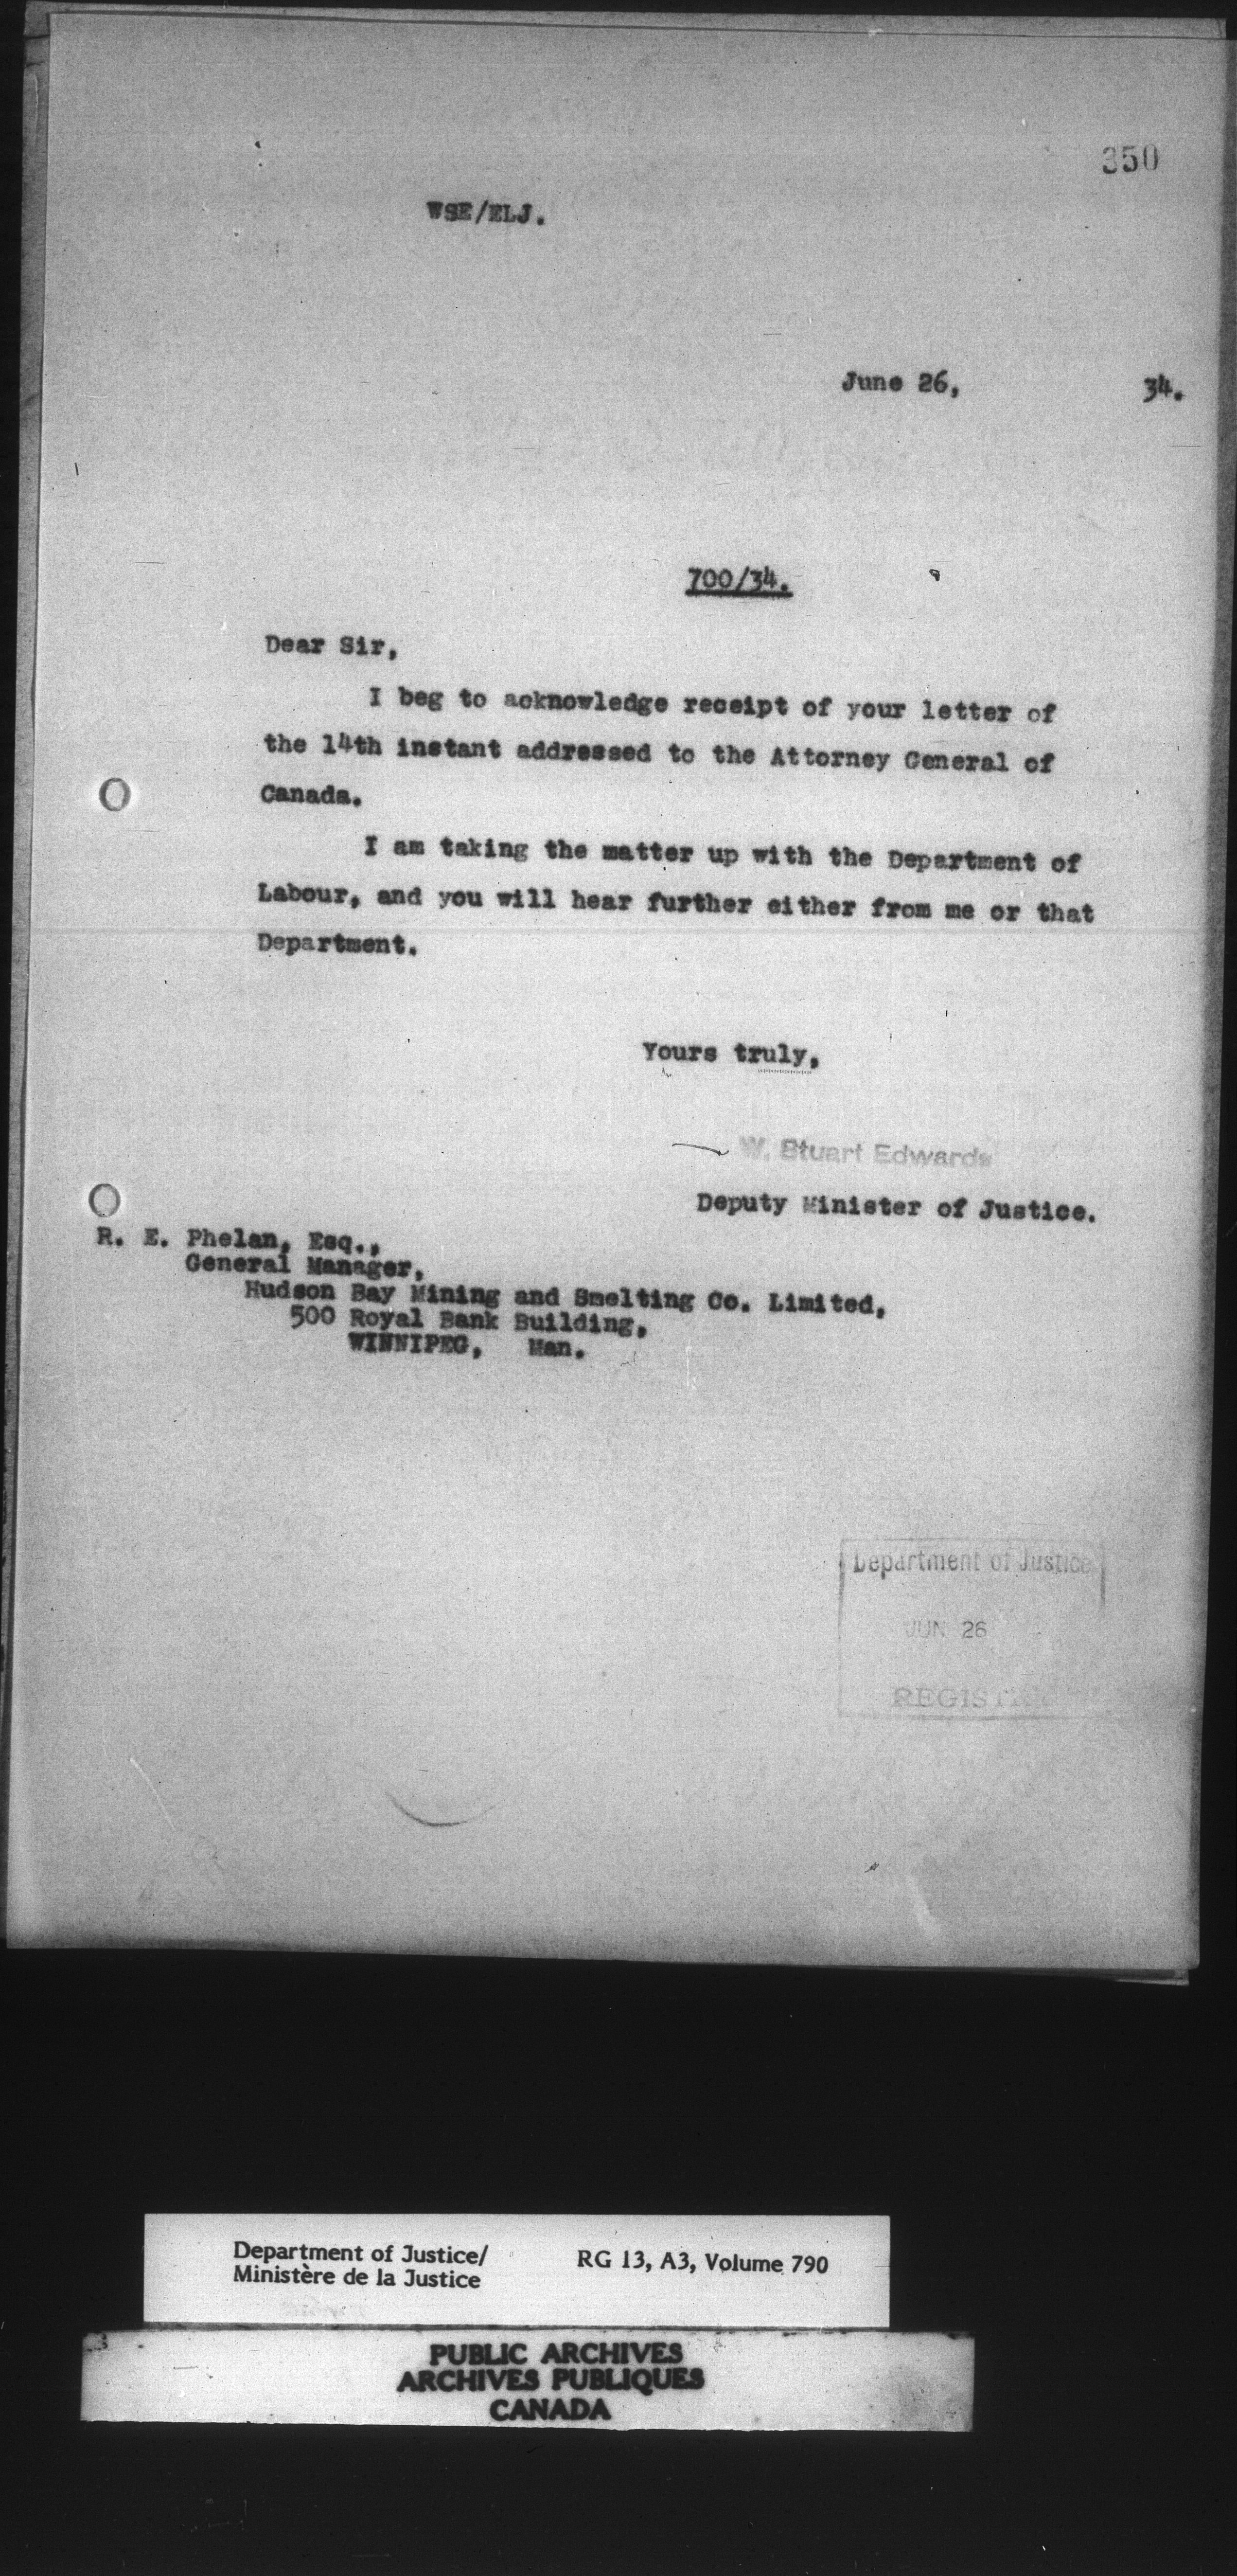 350
WSE/ELJ.
June 26, 34.
700/34.
Dear Sir,
I beg to acknowledge receipt of your letter of
the 14th instant addressed to the Attorney General of
Canada.
I am taking the matter up with the Department of
Labour, and you will hear further either from me or that
Department.
Yours truly,
W. Stuart Edwards
Deputy Minister of Justice.
R. E. Phelan, Esq.,
General Manager,
Hudson Bay Mining and Smelting Co. Limited,
500 Royal Bank Building,
WINNIPEG, Man.
Department of Justice
JUN 26
Department of Justice/
Ministère de la Justice
RG 13, A3, Volume 790
PUBLIC ARCHIVES
ARCHIVES PUBLIQUES
CANADA